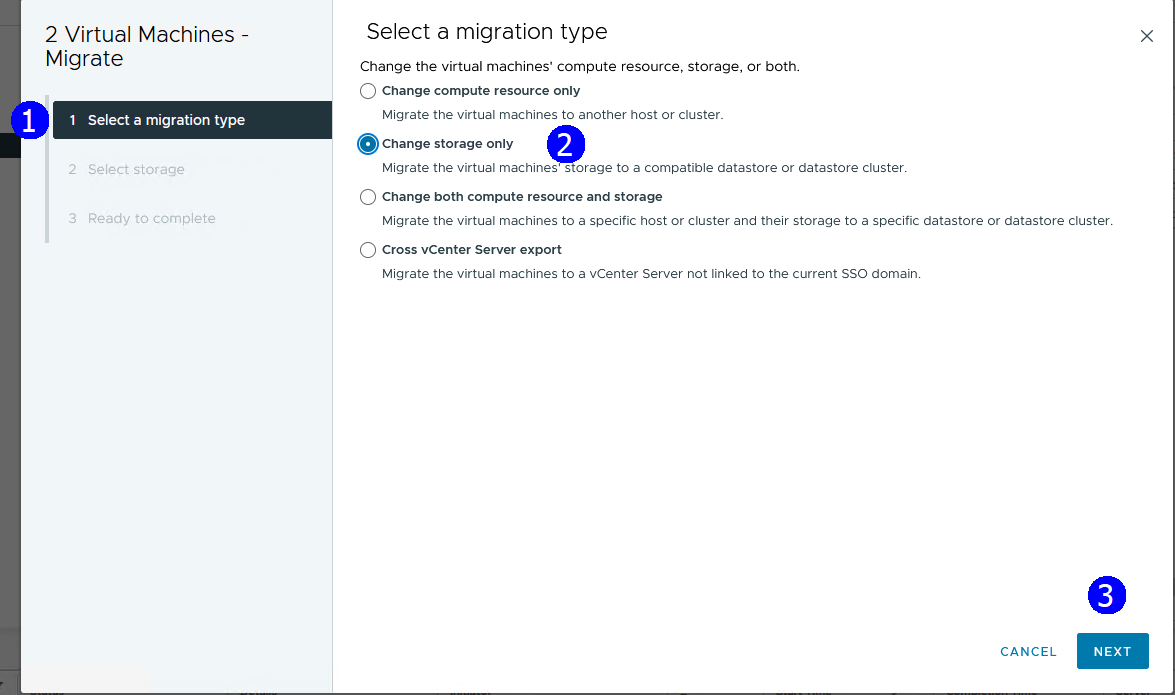 2 Virtual Machines -
Migrate
1
1 Select a migration type
2 Select storage
3 Ready to complete
Select a migration type
Change the virtual machines' compute resource, storage, or both.
Change compute resource only
Migrate the virtual machines to another host or cluster.
Change storage only
2
Migrate the virtual machines' storage to a compatible datastore or datastore cluster.
Change both compute resource and storage
Migrate the virtual machines to a specific host or cluster and their storage to a specific datastore or datastore cluster.
Cross vCenter Server export
Migrate the virtual machines to a vCenter Server not linked to the current SSO domain.
3
CANCEL
NEXT